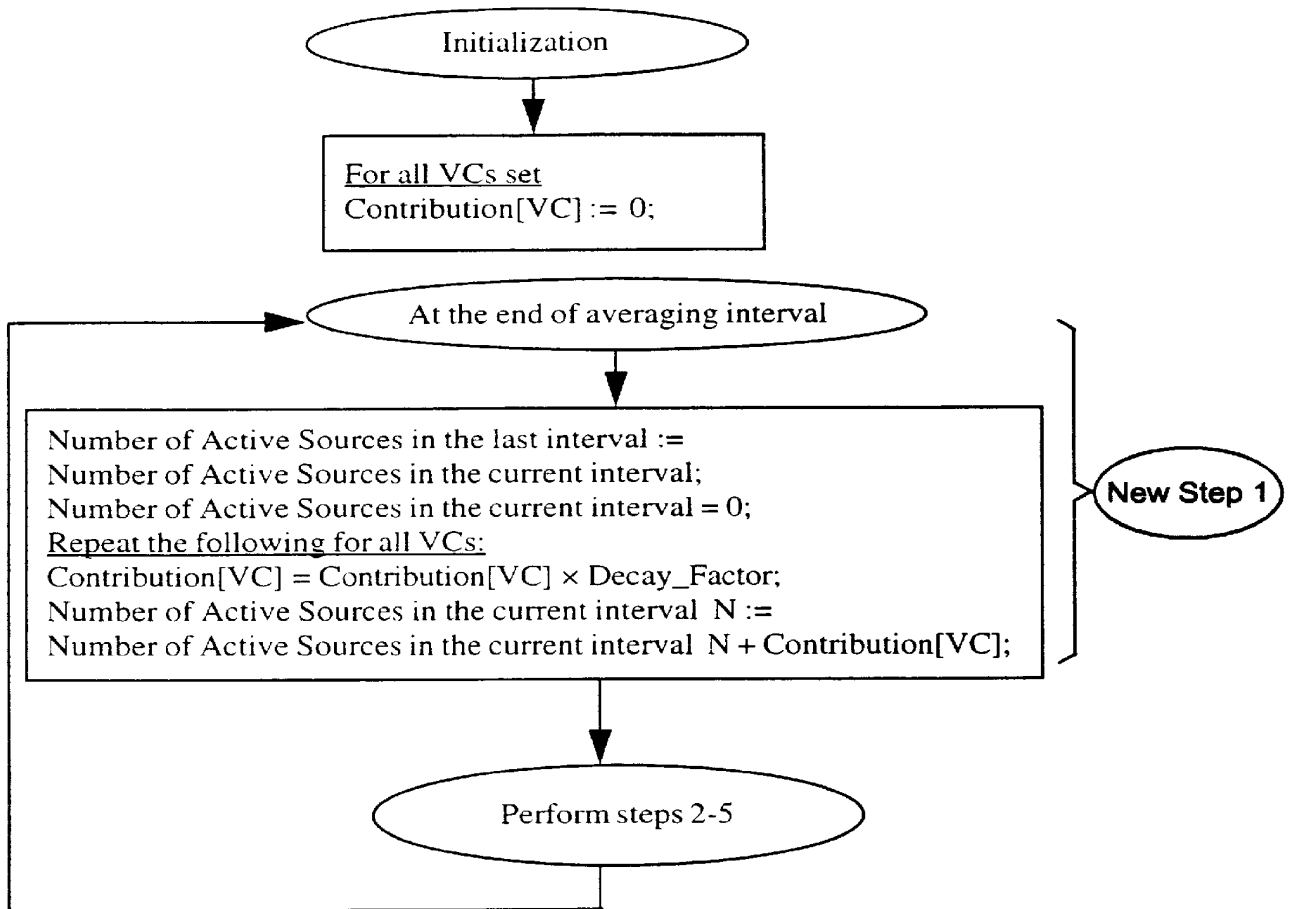 Initialization
For all VCs set
Contribution[VC] := 0;
At the end of averaging interval
Number of Active Sources in the last interval :=
Number of Active Sources in the current interval;
Number of Active Sources in the current interval = 0;
Repeat the following for all VCs:
Contribution[VC] = Contribution[VC] × Decay_Factor;
Number of Active Sources in the current interval N :=
Number of Active Sources in the current interval N + Contribution[VC];
New Step 1
Perform steps 2-5